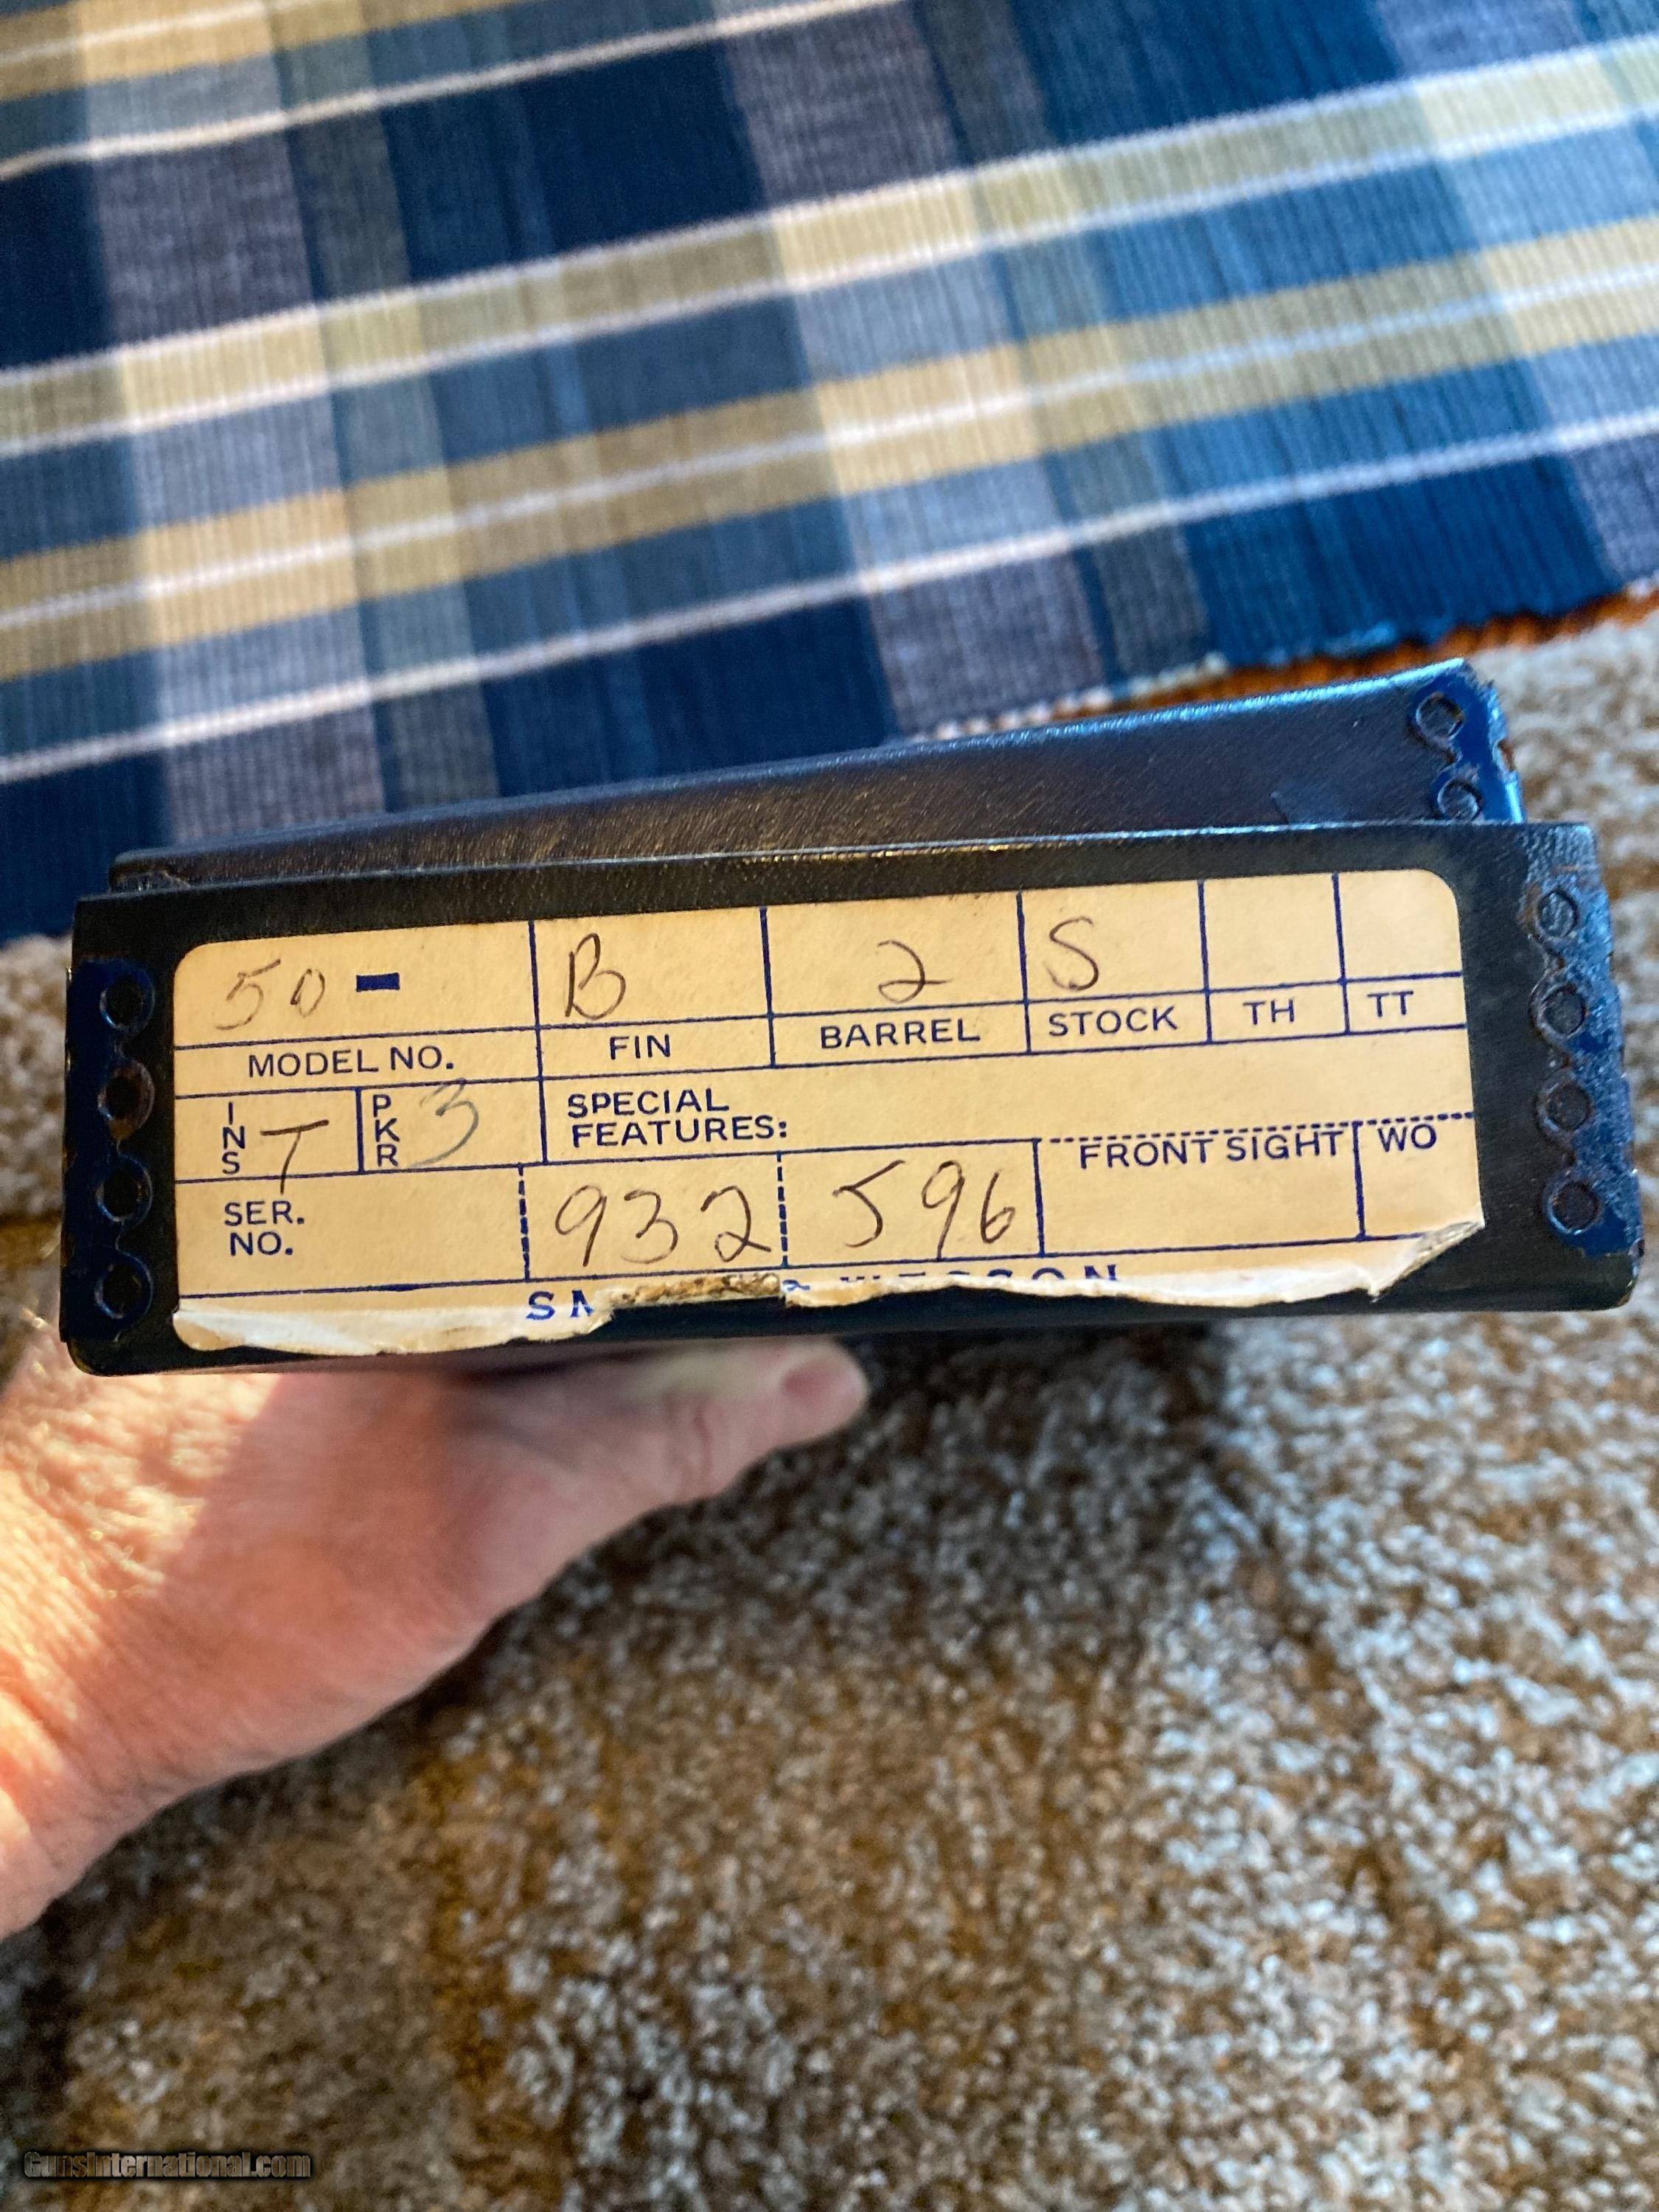 50 - B 2 S
MODEL NO. FIN BARREL STOCK TH TT
INS T PKR 3 SPECIAL
FEATURES:
FRONT SIGHT WO
SER.
NO. 932 596
WESSON
GunsInternational.com